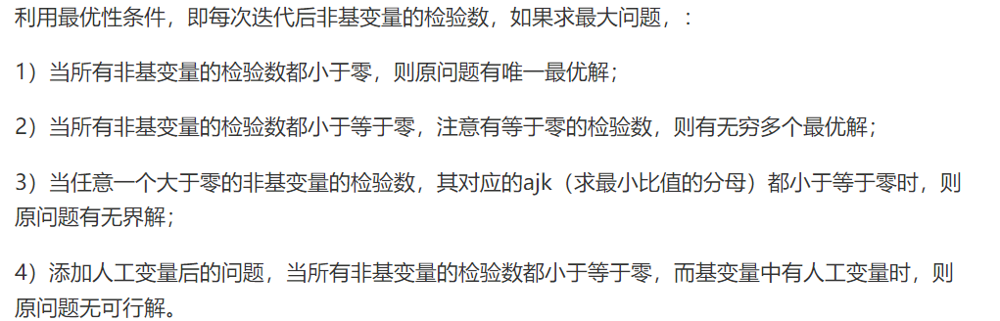 利用最优性条件，即每次迭代后非基变量的检验数，如果求最大问题，:
1）当所有非基变量的检验数都小于零，则原问题有唯一最优解；
2）当所有非基变量的检验数都小于等于零，注意有等于零的检验数，则有无穷多个最优解；
3）当任意一个大于零的非基变量的检验数，其对应的ajk（求最小比值的分母）都小于等于零时，则
原问题有无界解；
4）添加人工变量后的问题，当所有非基变量的检验数都小于等于零，而基变量中有人工变量时，则
原问题无可行解。